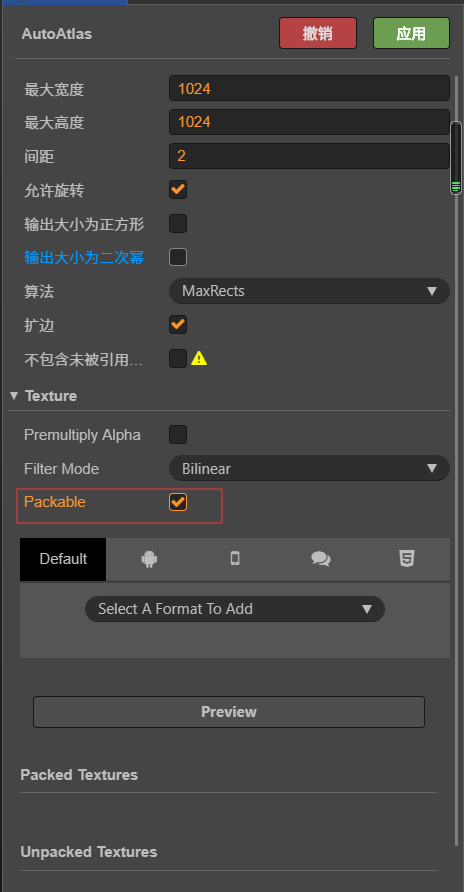 AutoAtlas 撤销 应用
最大宽度 1024
最大高度 1024
间距 2
允许旋转
输出大小为正方形
输出大小为二次幂
算法 MaxRects
扩边
不包含未被引用...
Texture
Premultiply Alpha
Filter Mode Bilinear
Packable
Default
Select A Format To Add
Preview
Packed Textures
Unpacked Textures